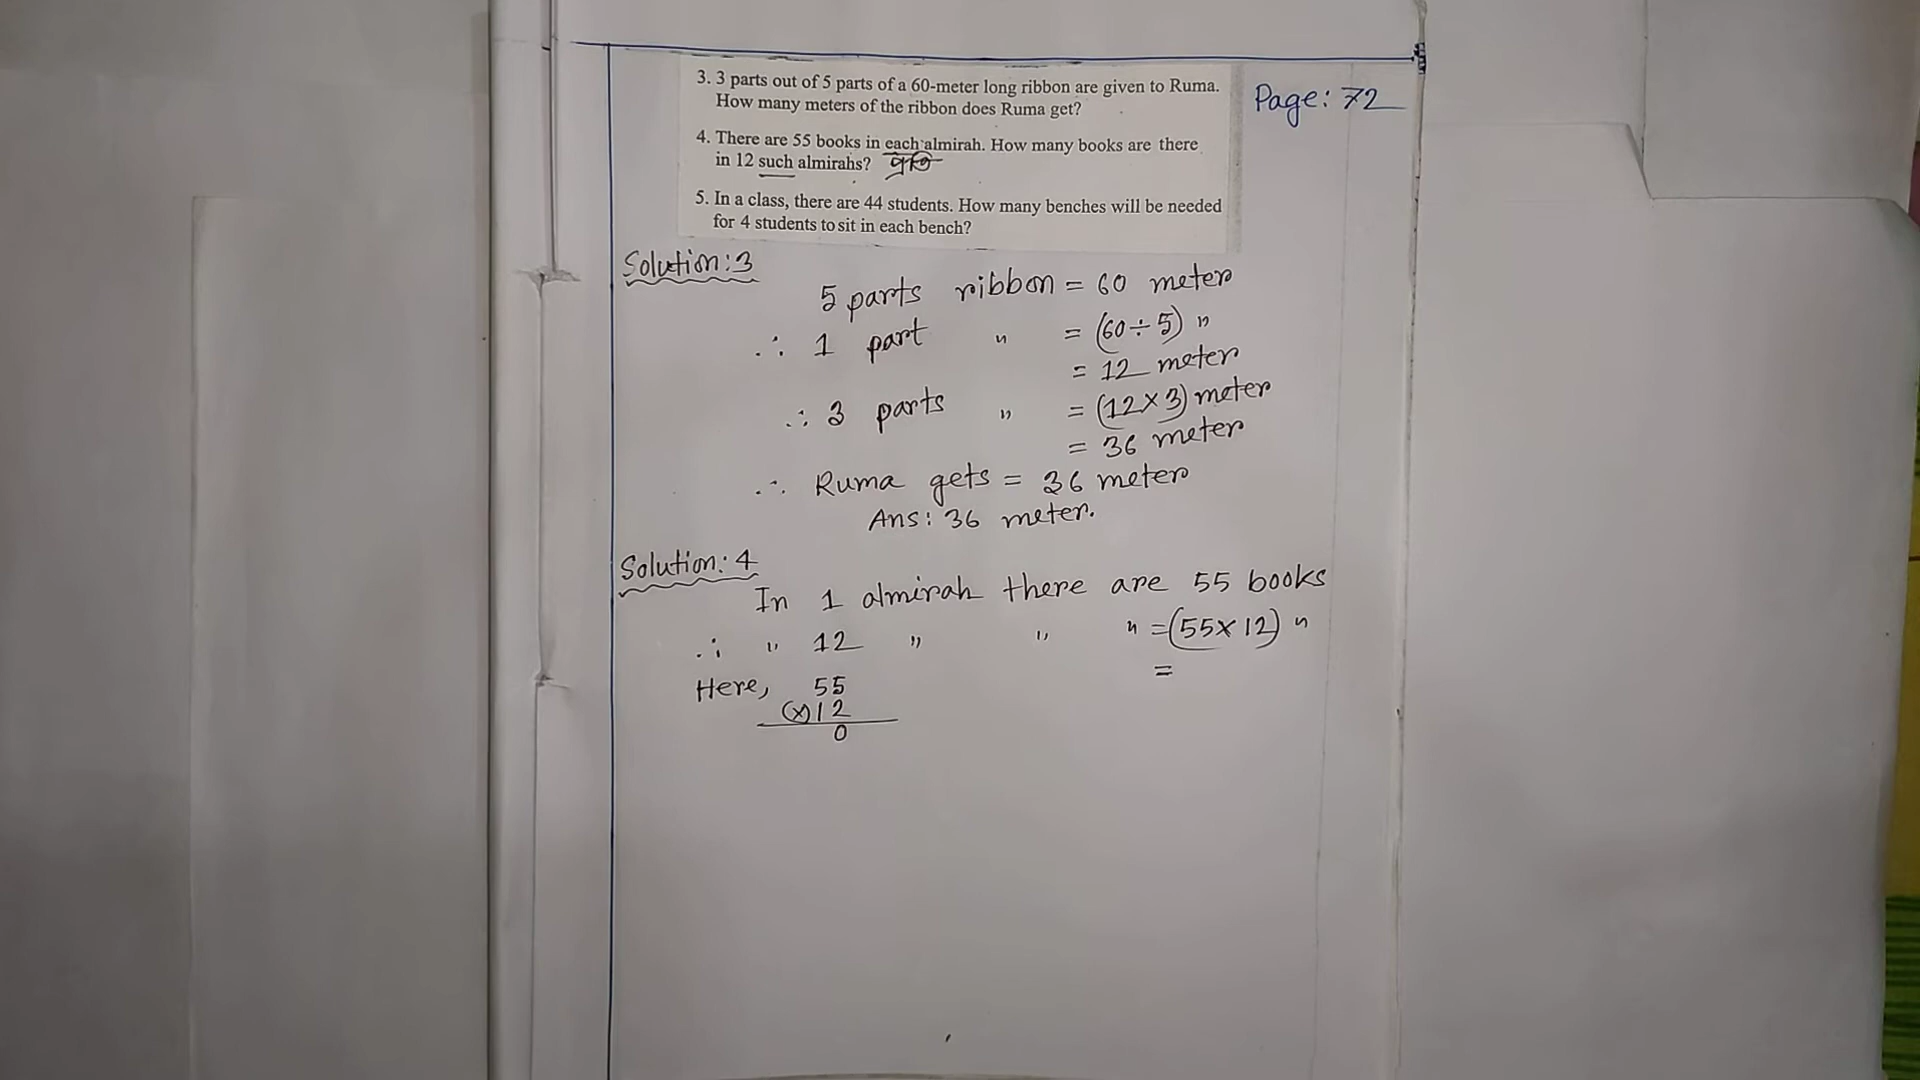 3. 3 parts out of 5 parts of a 60-meter long ribbon are given to Ruma.
How many meters of the ribbon does Ruma get?
Page: 72
4. There are 55 books in each almirah. How many books are there
in 12 such almirahs? প্রতি
5. In a class, there are 44 students. How many benches will be needed
for 4 students to sit in each bench?
Solution: 3
5 parts ribbon = 60 meter
∴ 1 part " = (60÷5) "
= 12 meter
∴ 3 parts " = (12×3) meter
= 36 meter
∴ Ruma gets = 36 meter
Ans: 36 meter.
Solution: 4
In 1 almirah there are 55 books
∴ " 12 " " " = (55×12) "
=
Here, 55
(×)12
0